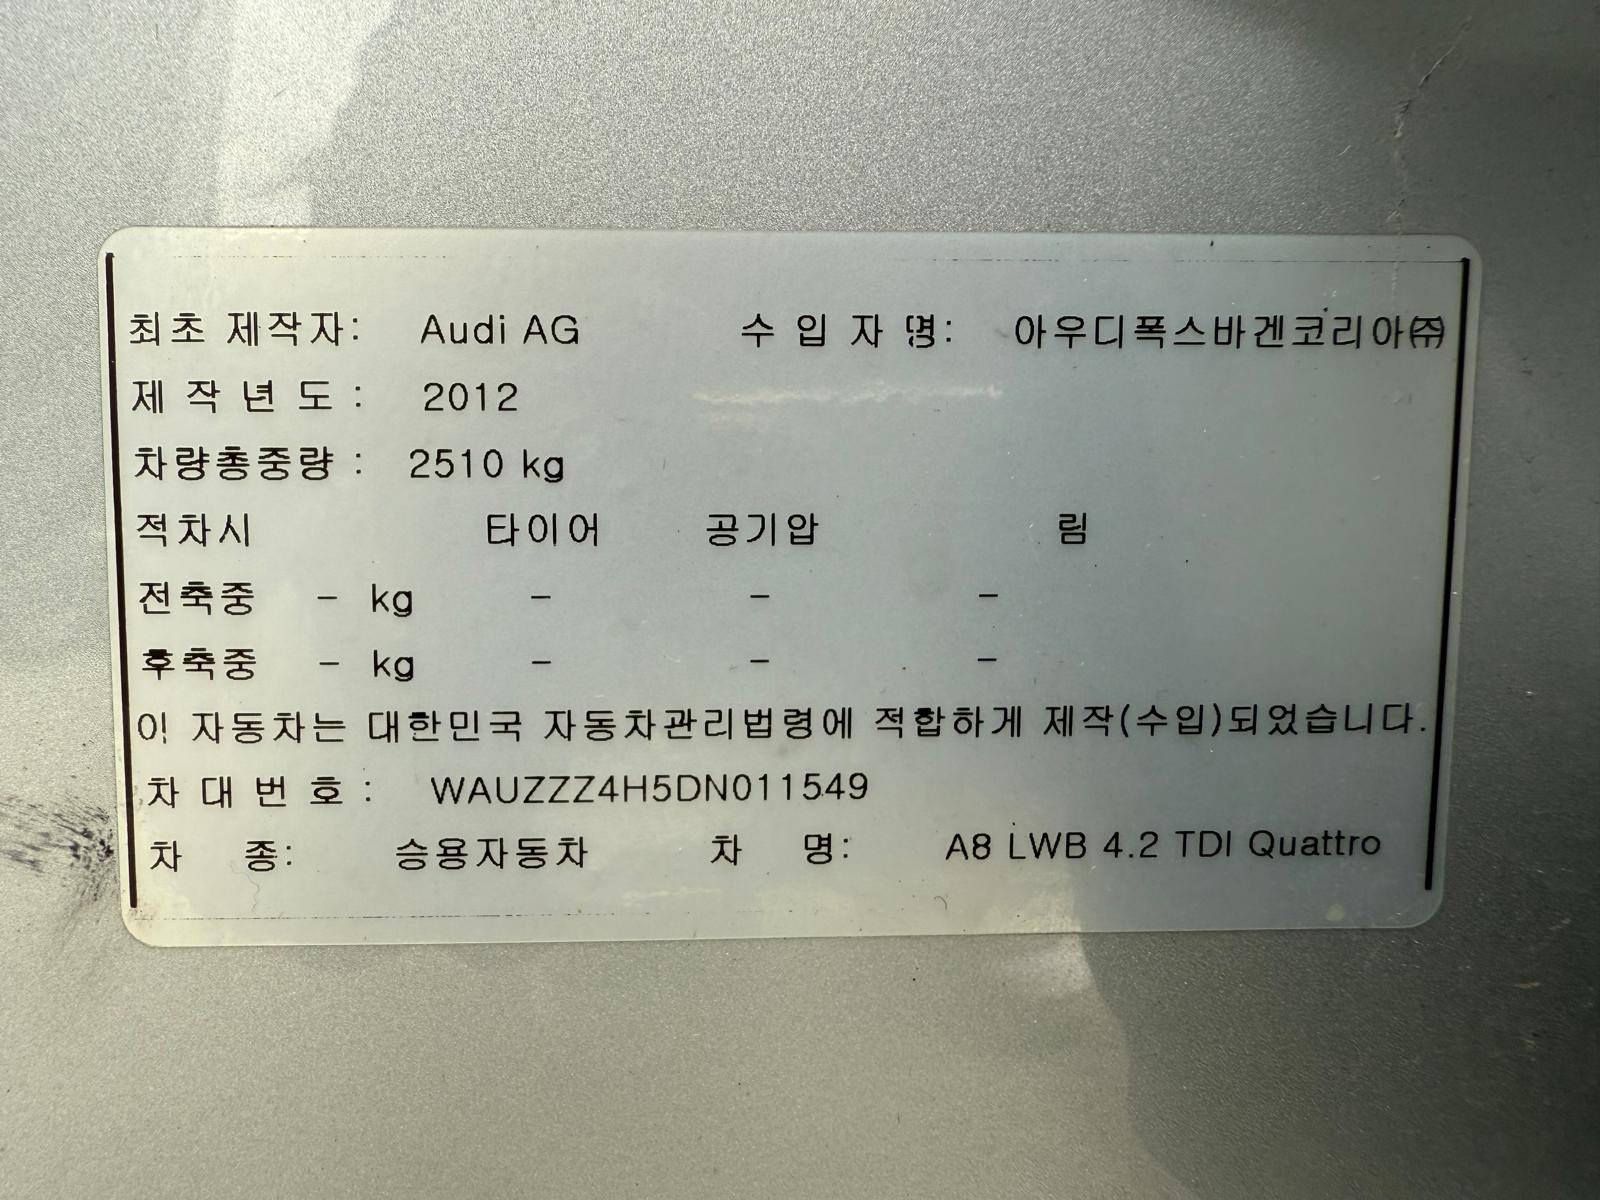 최초 제작자: Audi AG 수 입 자 명: 아우디폭스바겐코리아㈜
제 작 년 도 : 2012
차량총중량 : 2510 kg
적차시 타이어 공기압 림
전축중 - kg - - -
후축중 - kg - - -
이 자동차는 대한민국 자동차관리법령에 적합하게 제작(수입)되었습니다.
차 대 번 호 : WAUZZZ4H5DN011549
차 종: 승용자동차 차 명: A8 LWB 4.2 TDI Quattro